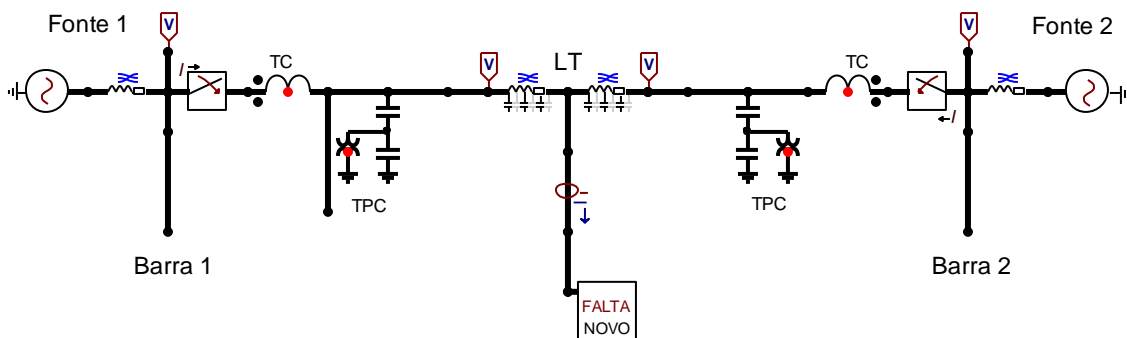 Fonte 1
V
V
LT
V
V
Fonte 2
I
TC
TC
I
TPC
TPC
I
Barra 1
Barra 2
FALTA
NOVO